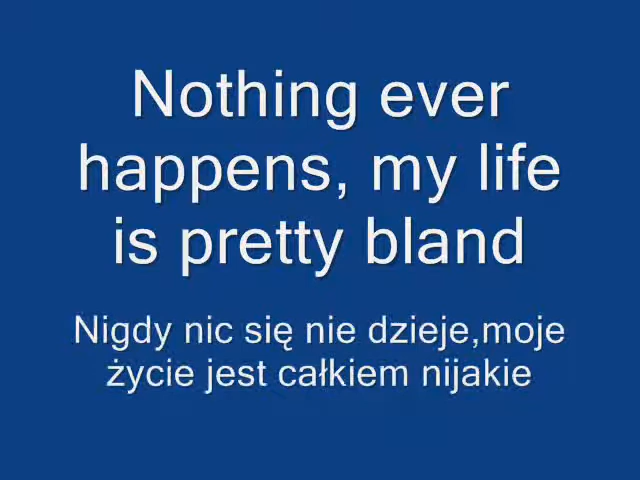 Nothing ever
happens, my life
is pretty bland
Nigdy nic się nie dzieje,moje
życie jest całkiem nijakie